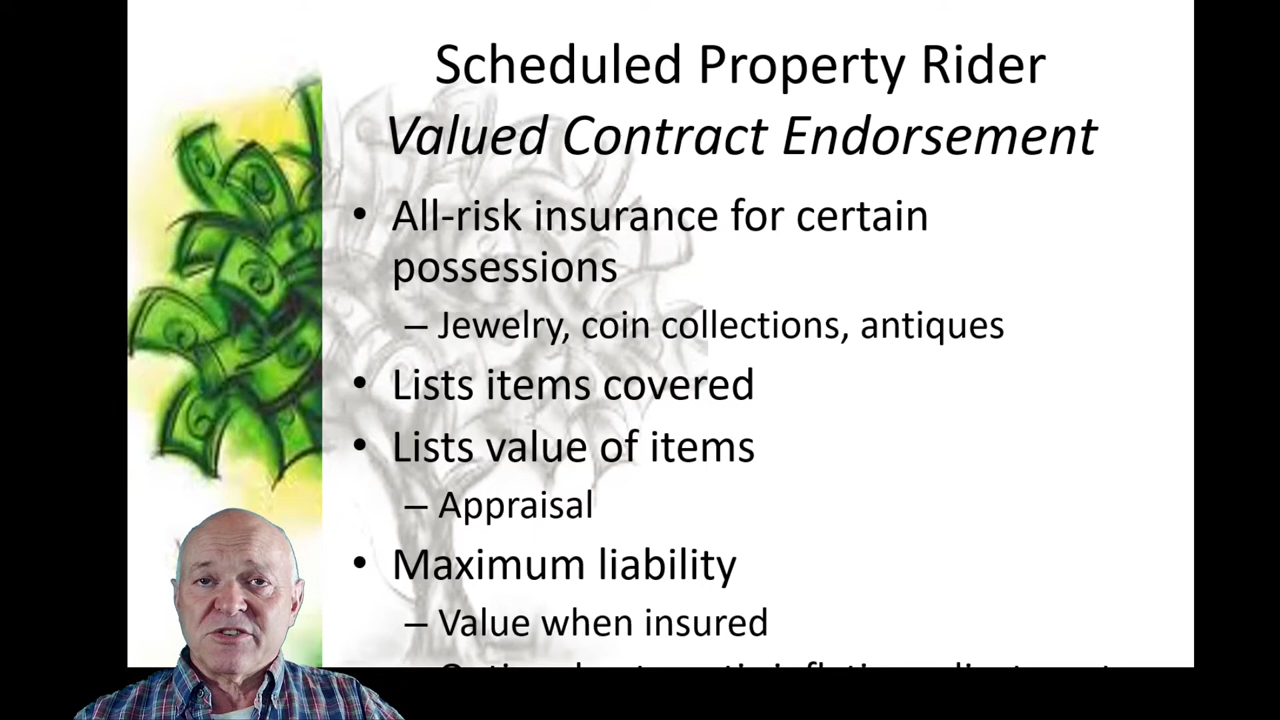 Scheduled Property Rider
Valued Contract Endorsement
• All-risk insurance for certain
possessions
– Jewelry, coin collections, antiques
• Lists items covered
• Lists value of items
– Appraisal
• Maximum liability
– Value when insured